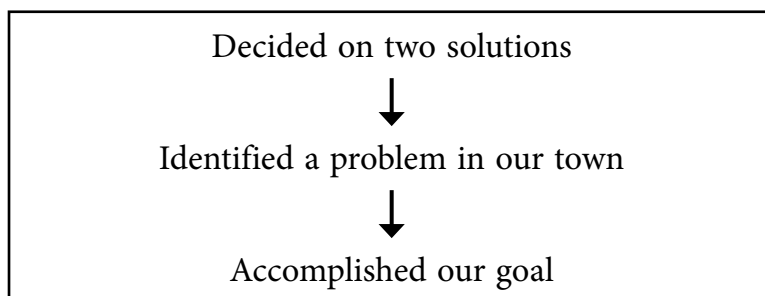 Decided on two solutions
Identified a problem in our town
Accomplished our goal